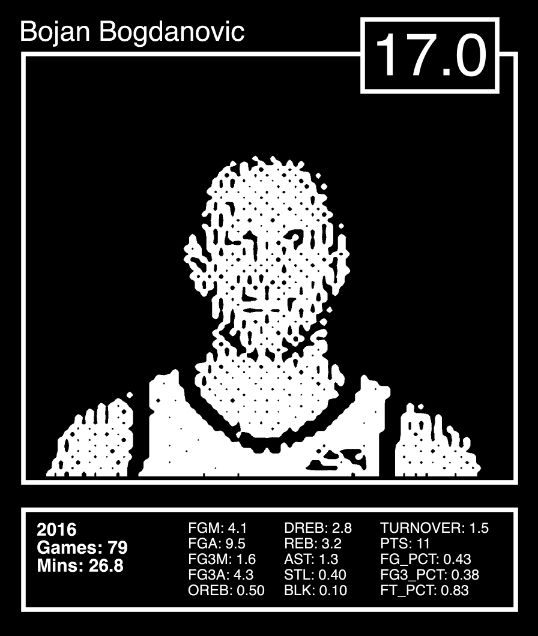 Bojan Bogdanovic
17.0
2016
Games: 79
Mins: 26.8
FGM: 4.1
FGA: 9.5
FG3M: 1.6
FG3A: 4.3
OREB: 0.50
DREB: 2.8
REB: 3.2
AST: 1.3
STL: 0.40
BLK: 0.10
TURNOVER: 1.5
PTS: 11
FG_PCT: 0.43
FG3_PCT: 0.38
FT_PCT: 0.83